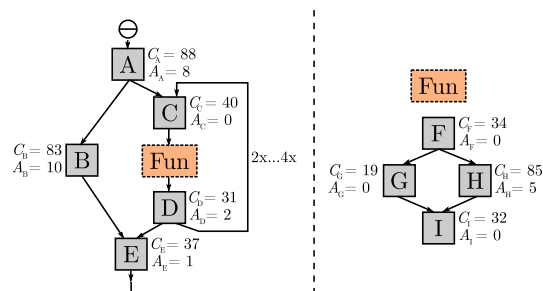 A
C_A = 88
A_A = 8
C
C_C = 40
A_C = 0
B
C_B = 83
A_B = 10
Fun
2x...4x
D
C_D = 31
A_D = 2
E
C_E = 37
A_E = 1
Fun
F
C_F = 34
A_F = 0
G
C_G = 19
A_G = 0
H
C_H = 85
A_H = 5
I
C_I = 32
A_I = 0